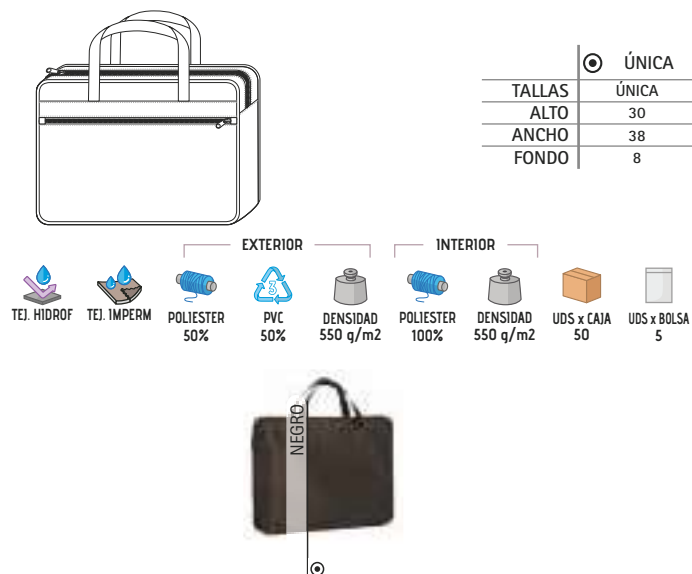 ÚNICA
TALLAS ÚNICA
ALTO 30
ANCHO 38
FONDO 8
EXTERIOR INTERIOR
TEJ. HIDROF TEJ. IMPERM POLIESTER 50% 3 PVC 50% DENSIDAD 550 g/m2 POLIESTER 100% DENSIDAD 550 g/m2 UDS x CAJA 50 UDS x BOLSA 5
NEGRO